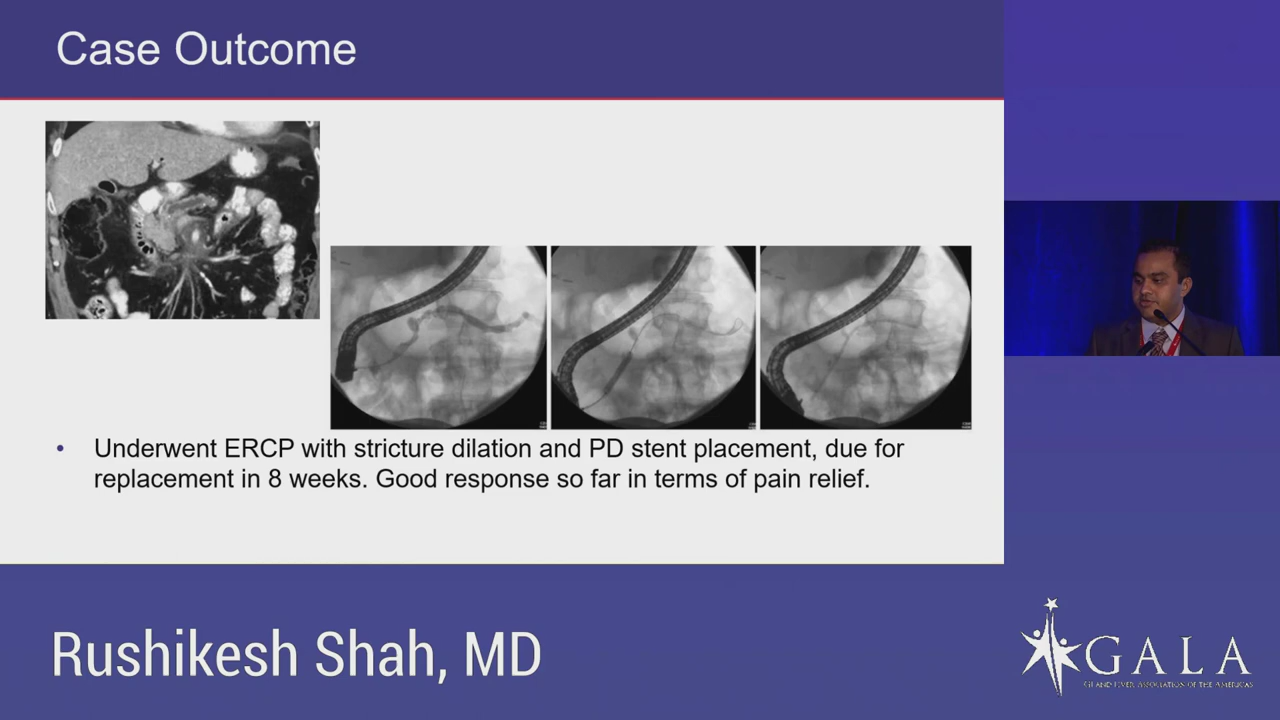 Case Outcome
• Underwent ERCP with stricture dilation and PD stent placement, due for
replacement in 8 weeks. Good response so far in terms of pain relief.
Rushikesh Shah, MD
GALA
GI AND LIVER ASSOCIATION OF THE AMERICAS